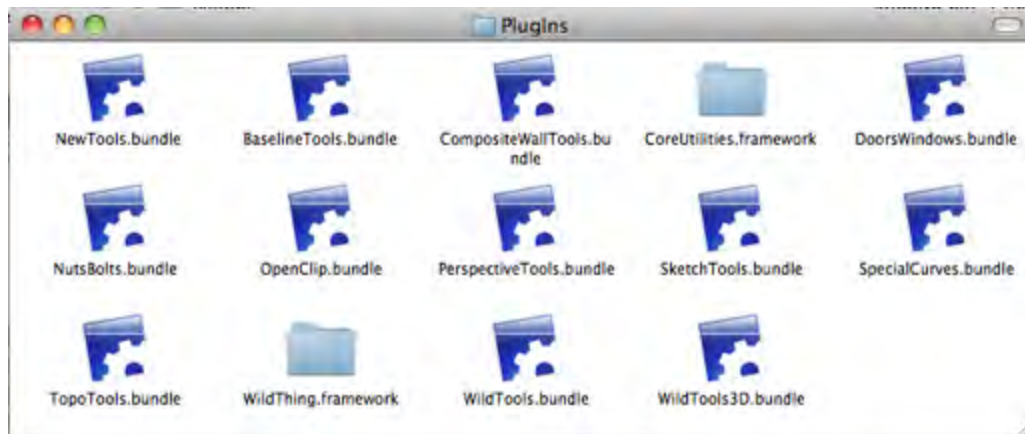 PlugIns
NewTools.bundle
BaselineTools.bundle
CompositeWallTools.bu
ndle
CoreUtilities.framework
DoorsWindows.bundle
NutsBolts.bundle
OpenClip.bundle
PerspectiveTools.bundle
SketchTools.bundle
SpecialCurves.bundle
TopoTools.bundle
WildThing.framework
WildTools.bundle
WildTools3D.bundle